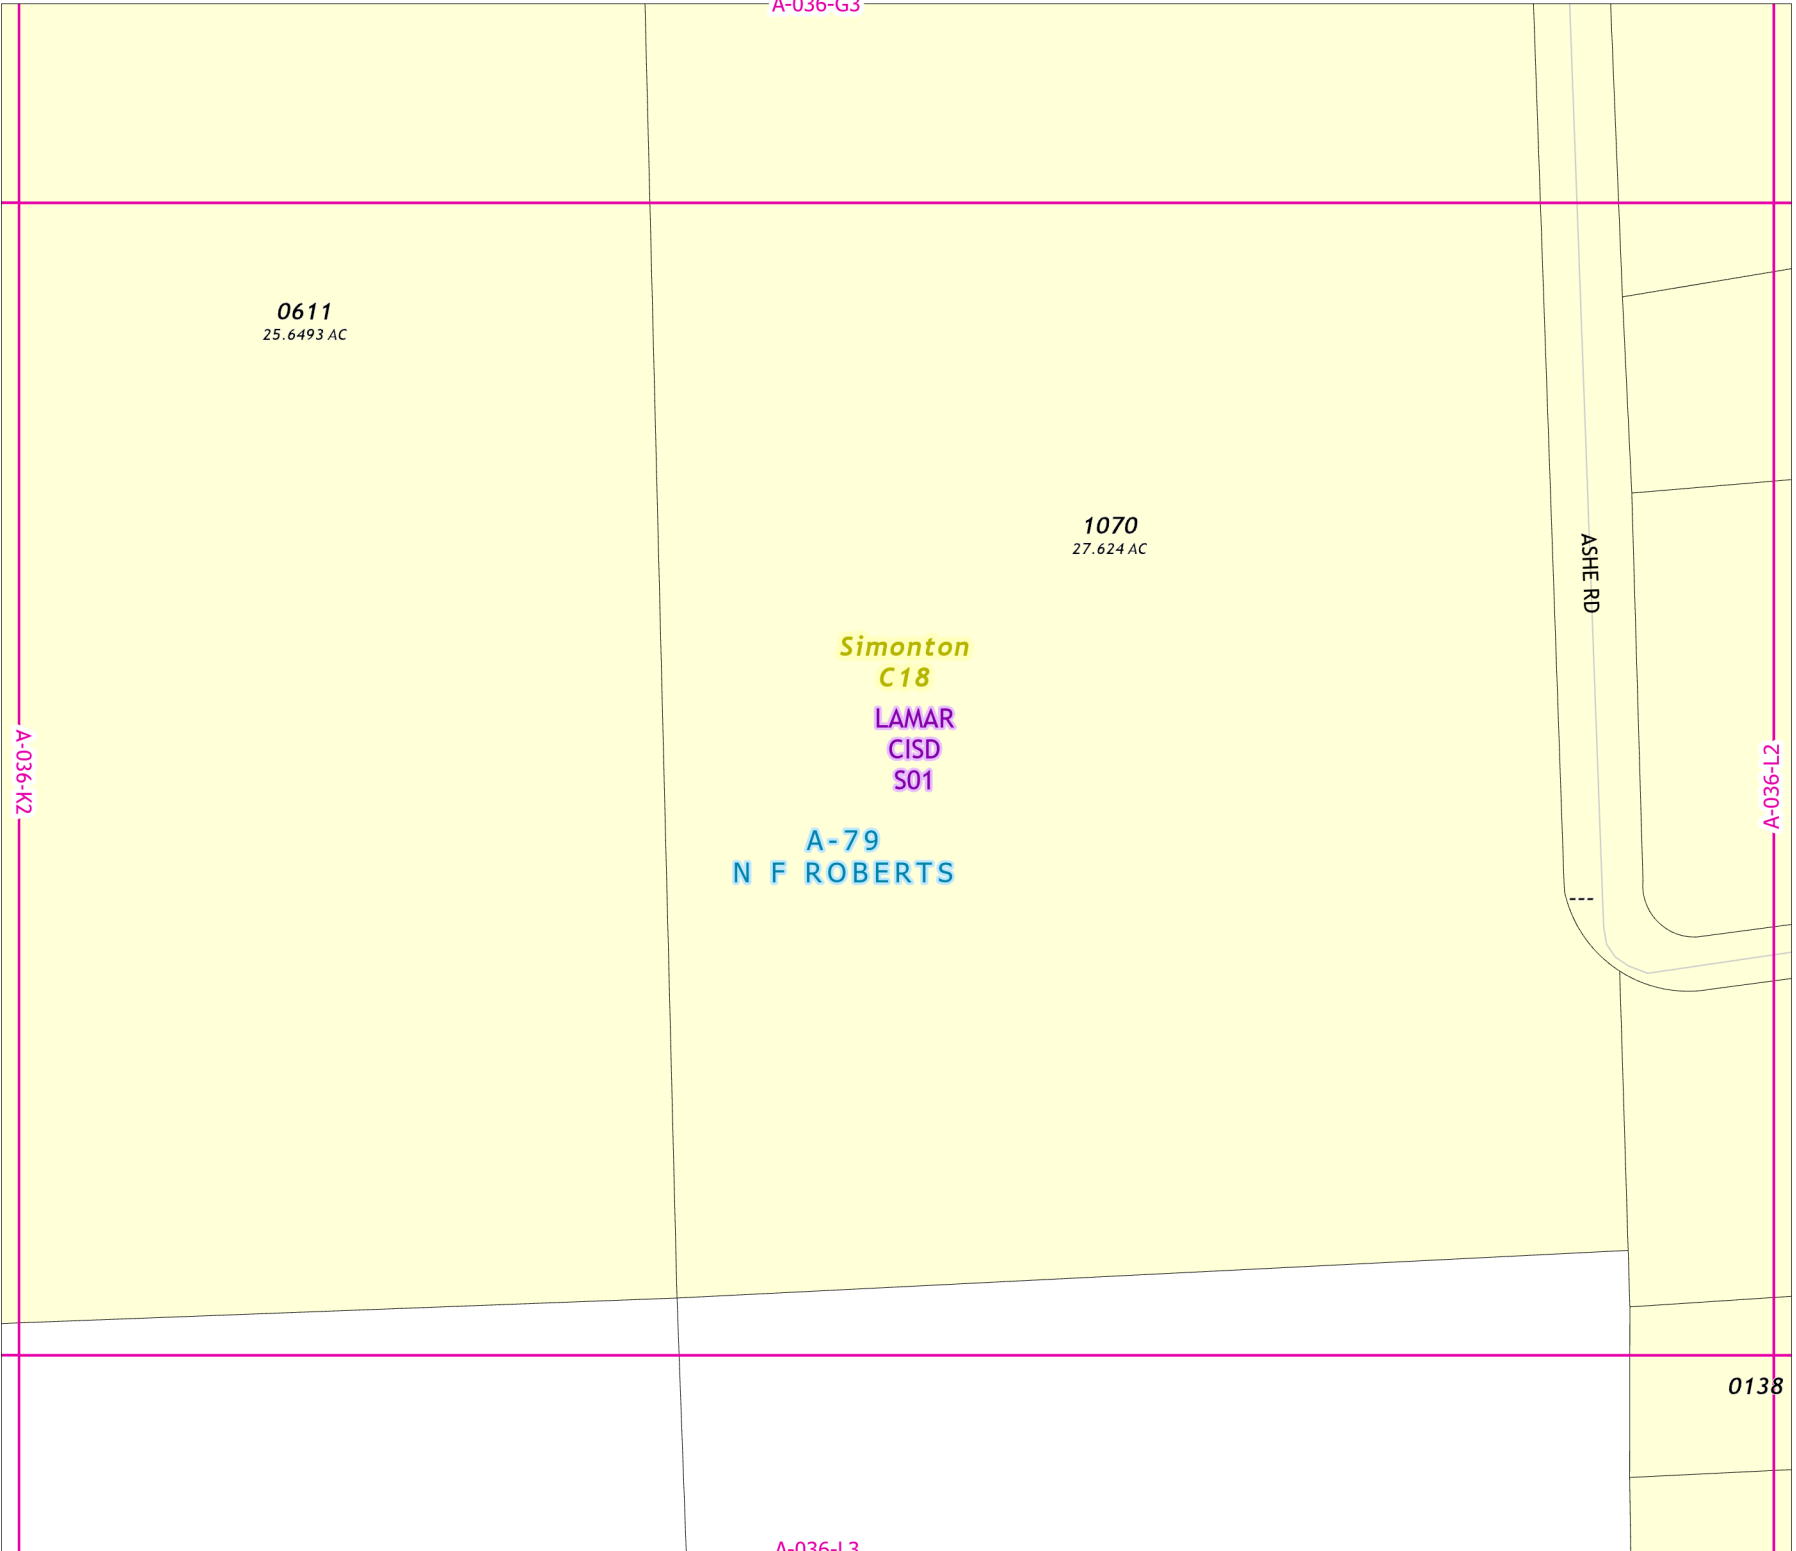 A-036-G3
0611
25.6493 AC
1070
27.624 AC
ASHE RD
Simonton
C18
LAMAR
CISD
S01
A-036-K2
A-036-L2
A-79
N F ROBERTS
---
0138
A-036-L3